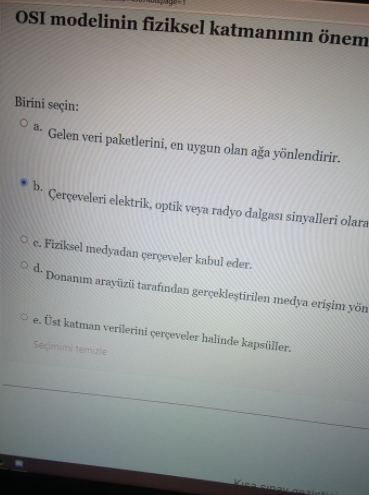 OSI modelinin fiziksel katmanının önem
Birini seçin:
a. Gelen veri paketlerini, en uygun olan ağa yönlendirir.
b. Çerçeveleri elektrik, optik veya radyo dalgası sinyalleri olara
c. Fiziksel medyadan çerçeveler kabul eder.
d. Donanım arayüzü tarafından gerçekleştirilen medya erişim yön
e. Üst katman verilerini çerçeveler halinde kapsüller.
Seçimimi temizle
Kısa sınav